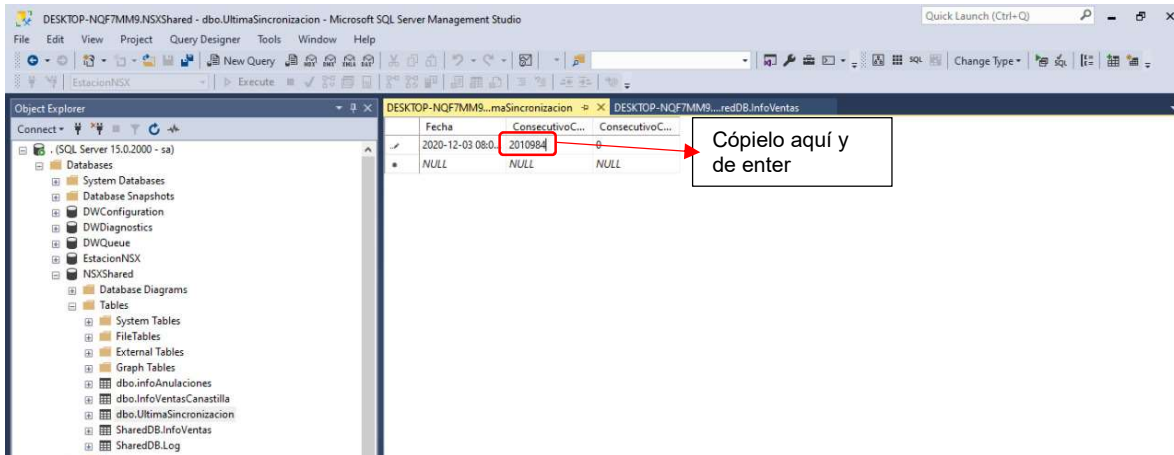 DESKTOP-NQF7MM9.NSXShared - dbo.UltimaSincronizacion - Microsoft SQL Server Management Studio
Quick Launch (Ctrl+Q)
File Edit View Project Query Designer Tools Window Help
New Query
Change Type
EstacionNSX
Execute
Object Explorer
DESKTOP-NQF7MM9...maSincronizacion
DESKTOP-NQF7MM9....redDB.InfoVentas
Connect
Fecha ConsecutivoC... ConsecutivoC...
2020-12-03 08:0... 2010984 0
NULL NULL NULL
Cópielo aquí y
de enter
. (SQL Server 15.0.2000 - sa)
Databases
System Databases
Database Snapshots
DWConfiguration
DWDiagnostics
DWQueue
EstacionNSX
NSXShared
Database Diagrams
Tables
System Tables
FileTables
External Tables
Graph Tables
dbo.infoAnulaciones
dbo.InfoVentasCanastilla
dbo.UltimaSincronizacion
SharedDB.InfoVentas
SharedDB.Log